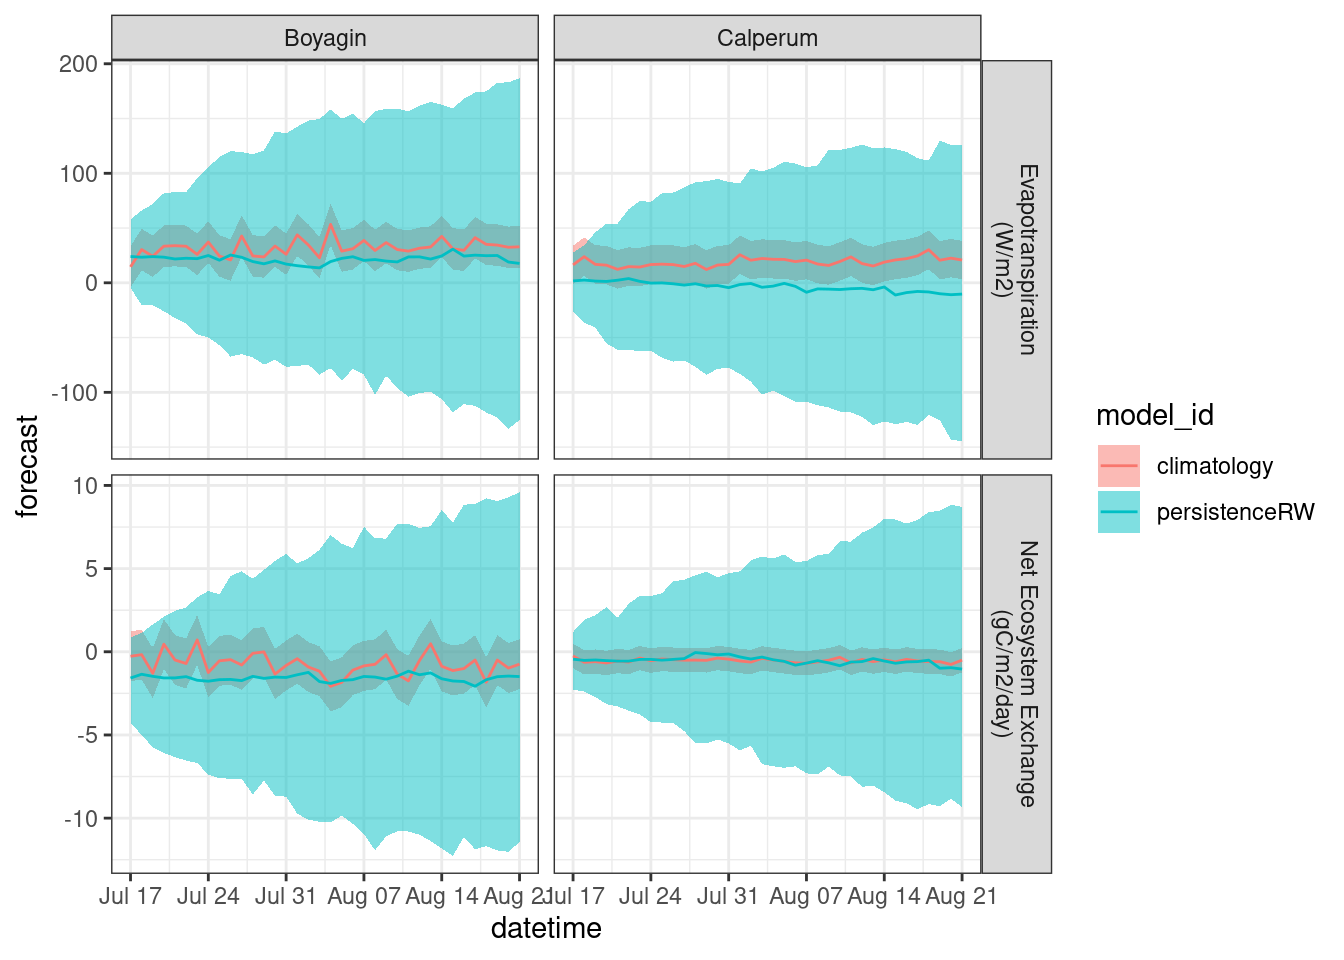 Boyagin
Calperum
200
100
0
-100
Evapotranspiration
(W/m2)
10
5
0
-5
-10
Net Ecosystem Exchange
(gC/m2/day)
forecast
Jul 17 Jul 24 Jul 31 Aug 07 Aug 14 Aug 21
Jul 17 Jul 24 Jul 31 Aug 07 Aug 14 Aug 21
datetime
model_id
climatology
persistenceRW